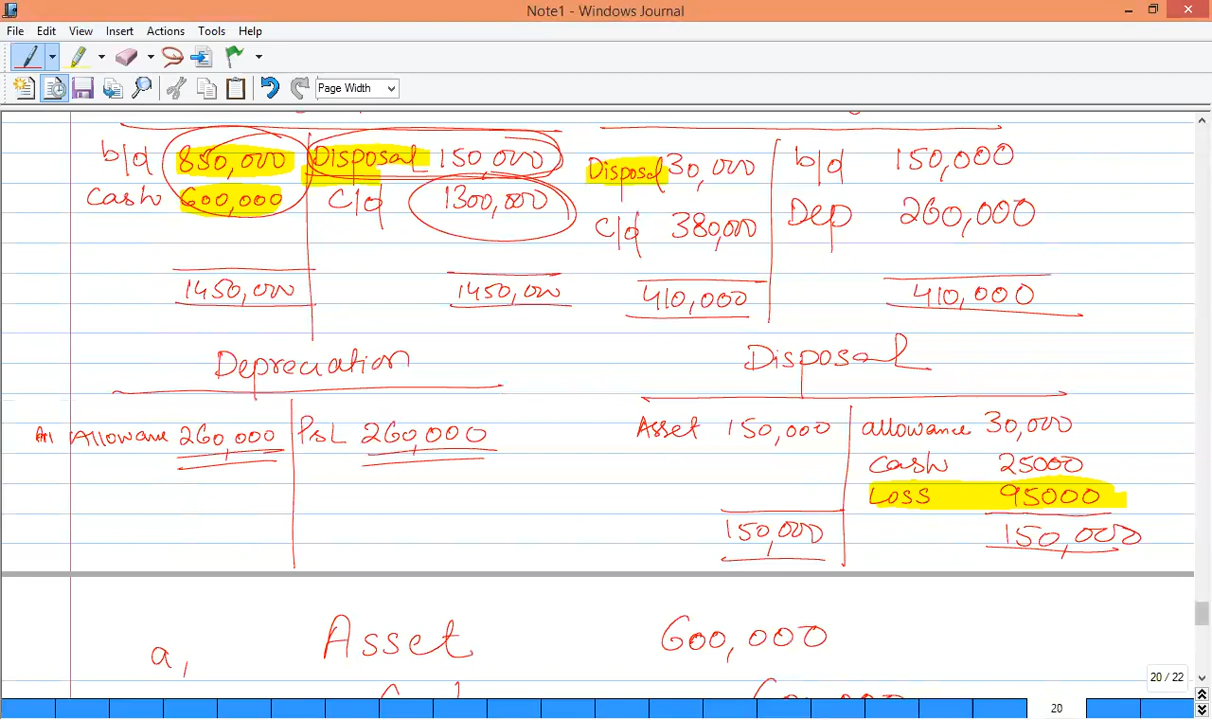 Note1 - Windows Journal
File Edit View Insert Actions Tools Help
Page Width
b/d 850,000 Disposal 150,000
Cash 600,000 C/d 1300,000
1450,000 1450,000
Disposal 30,000 b/d 150,000
C/d 380,000 Dep 260,000
410,000 410,000
Depreciation
Allowance 260,000 P&L 260,000
Disposal
Asset 150,000 allowance 30,000
Cash 25000
Loss 95000
150,000 150,000
a, Asset 600,000
20 / 22
20